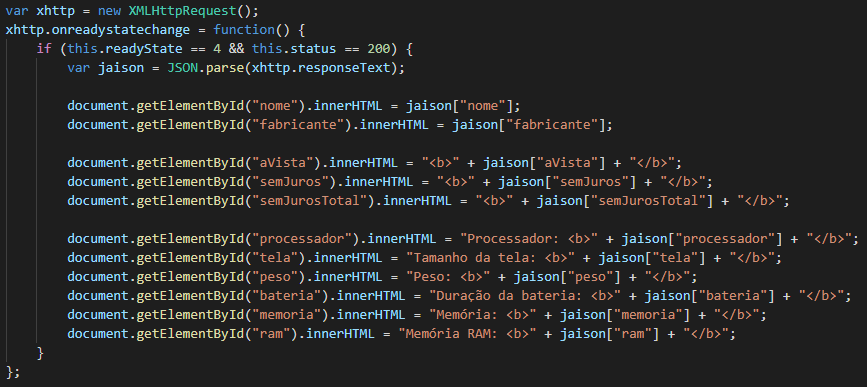 var xhttp = new XMLHttpRequest();
xhttp.onreadystatechange = function() {
    if (this.readyState == 4 && this.status == 200) {
        var jaison = JSON.parse(xhttp.responseText);

        document.getElementById("nome").innerHTML = jaison["nome"];
        document.getElementById("fabricante").innerHTML = jaison["fabricante"];

        document.getElementById("aVista").innerHTML = "<b>" + jaison["aVista"] + "</b>";
        document.getElementById("semJuros").innerHTML = "<b>" + jaison["semJuros"] + "</b>";
        document.getElementById("semJurosTotal").innerHTML = "<b>" + jaison["semJurosTotal"] + "</b>";

        document.getElementById("processador").innerHTML = "Processador: <b>" + jaison["processador"] + "</b>";
        document.getElementById("tela").innerHTML = "Tamanho da tela: <b>" + jaison["tela"] + "</b>";
        document.getElementById("peso").innerHTML = "Peso: <b>" + jaison["peso"] + "</b>";
        document.getElementById("bateria").innerHTML = "Duração da bateria: <b>" + jaison["bateria"] + "</b>";
        document.getElementById("memoria").innerHTML = "Memória: <b>" + jaison["memoria"] + "</b>";
        document.getElementById("ram").innerHTML = "Memória RAM: <b>" + jaison["ram"] + "</b>";
    }
};